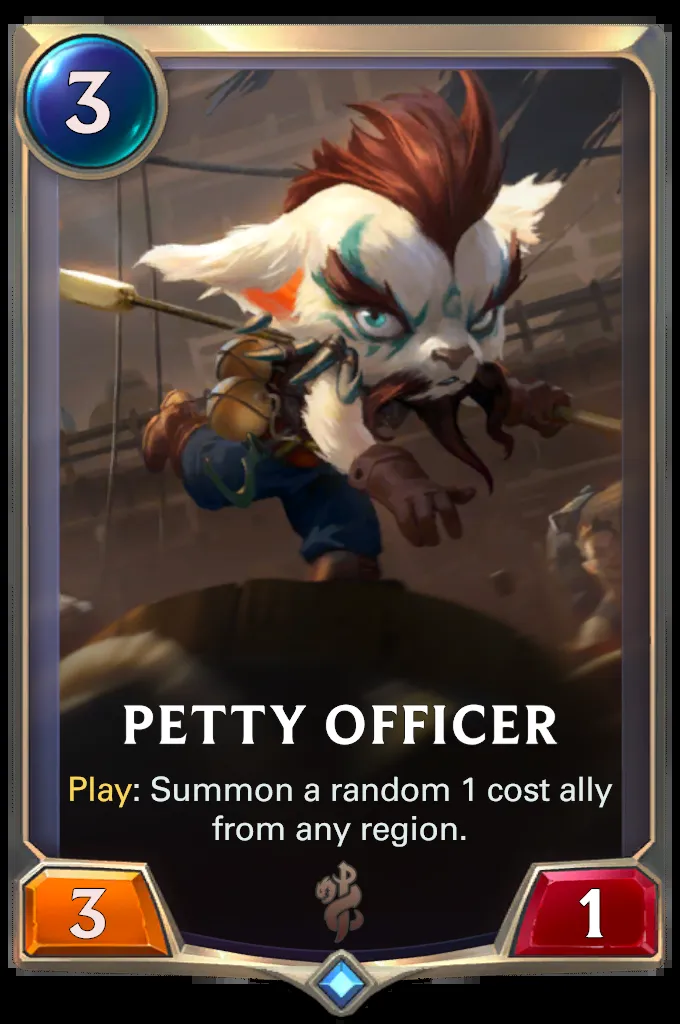 3
PETTY OFFICER
Play: Summon a random 1 cost ally
from any region.
3
1